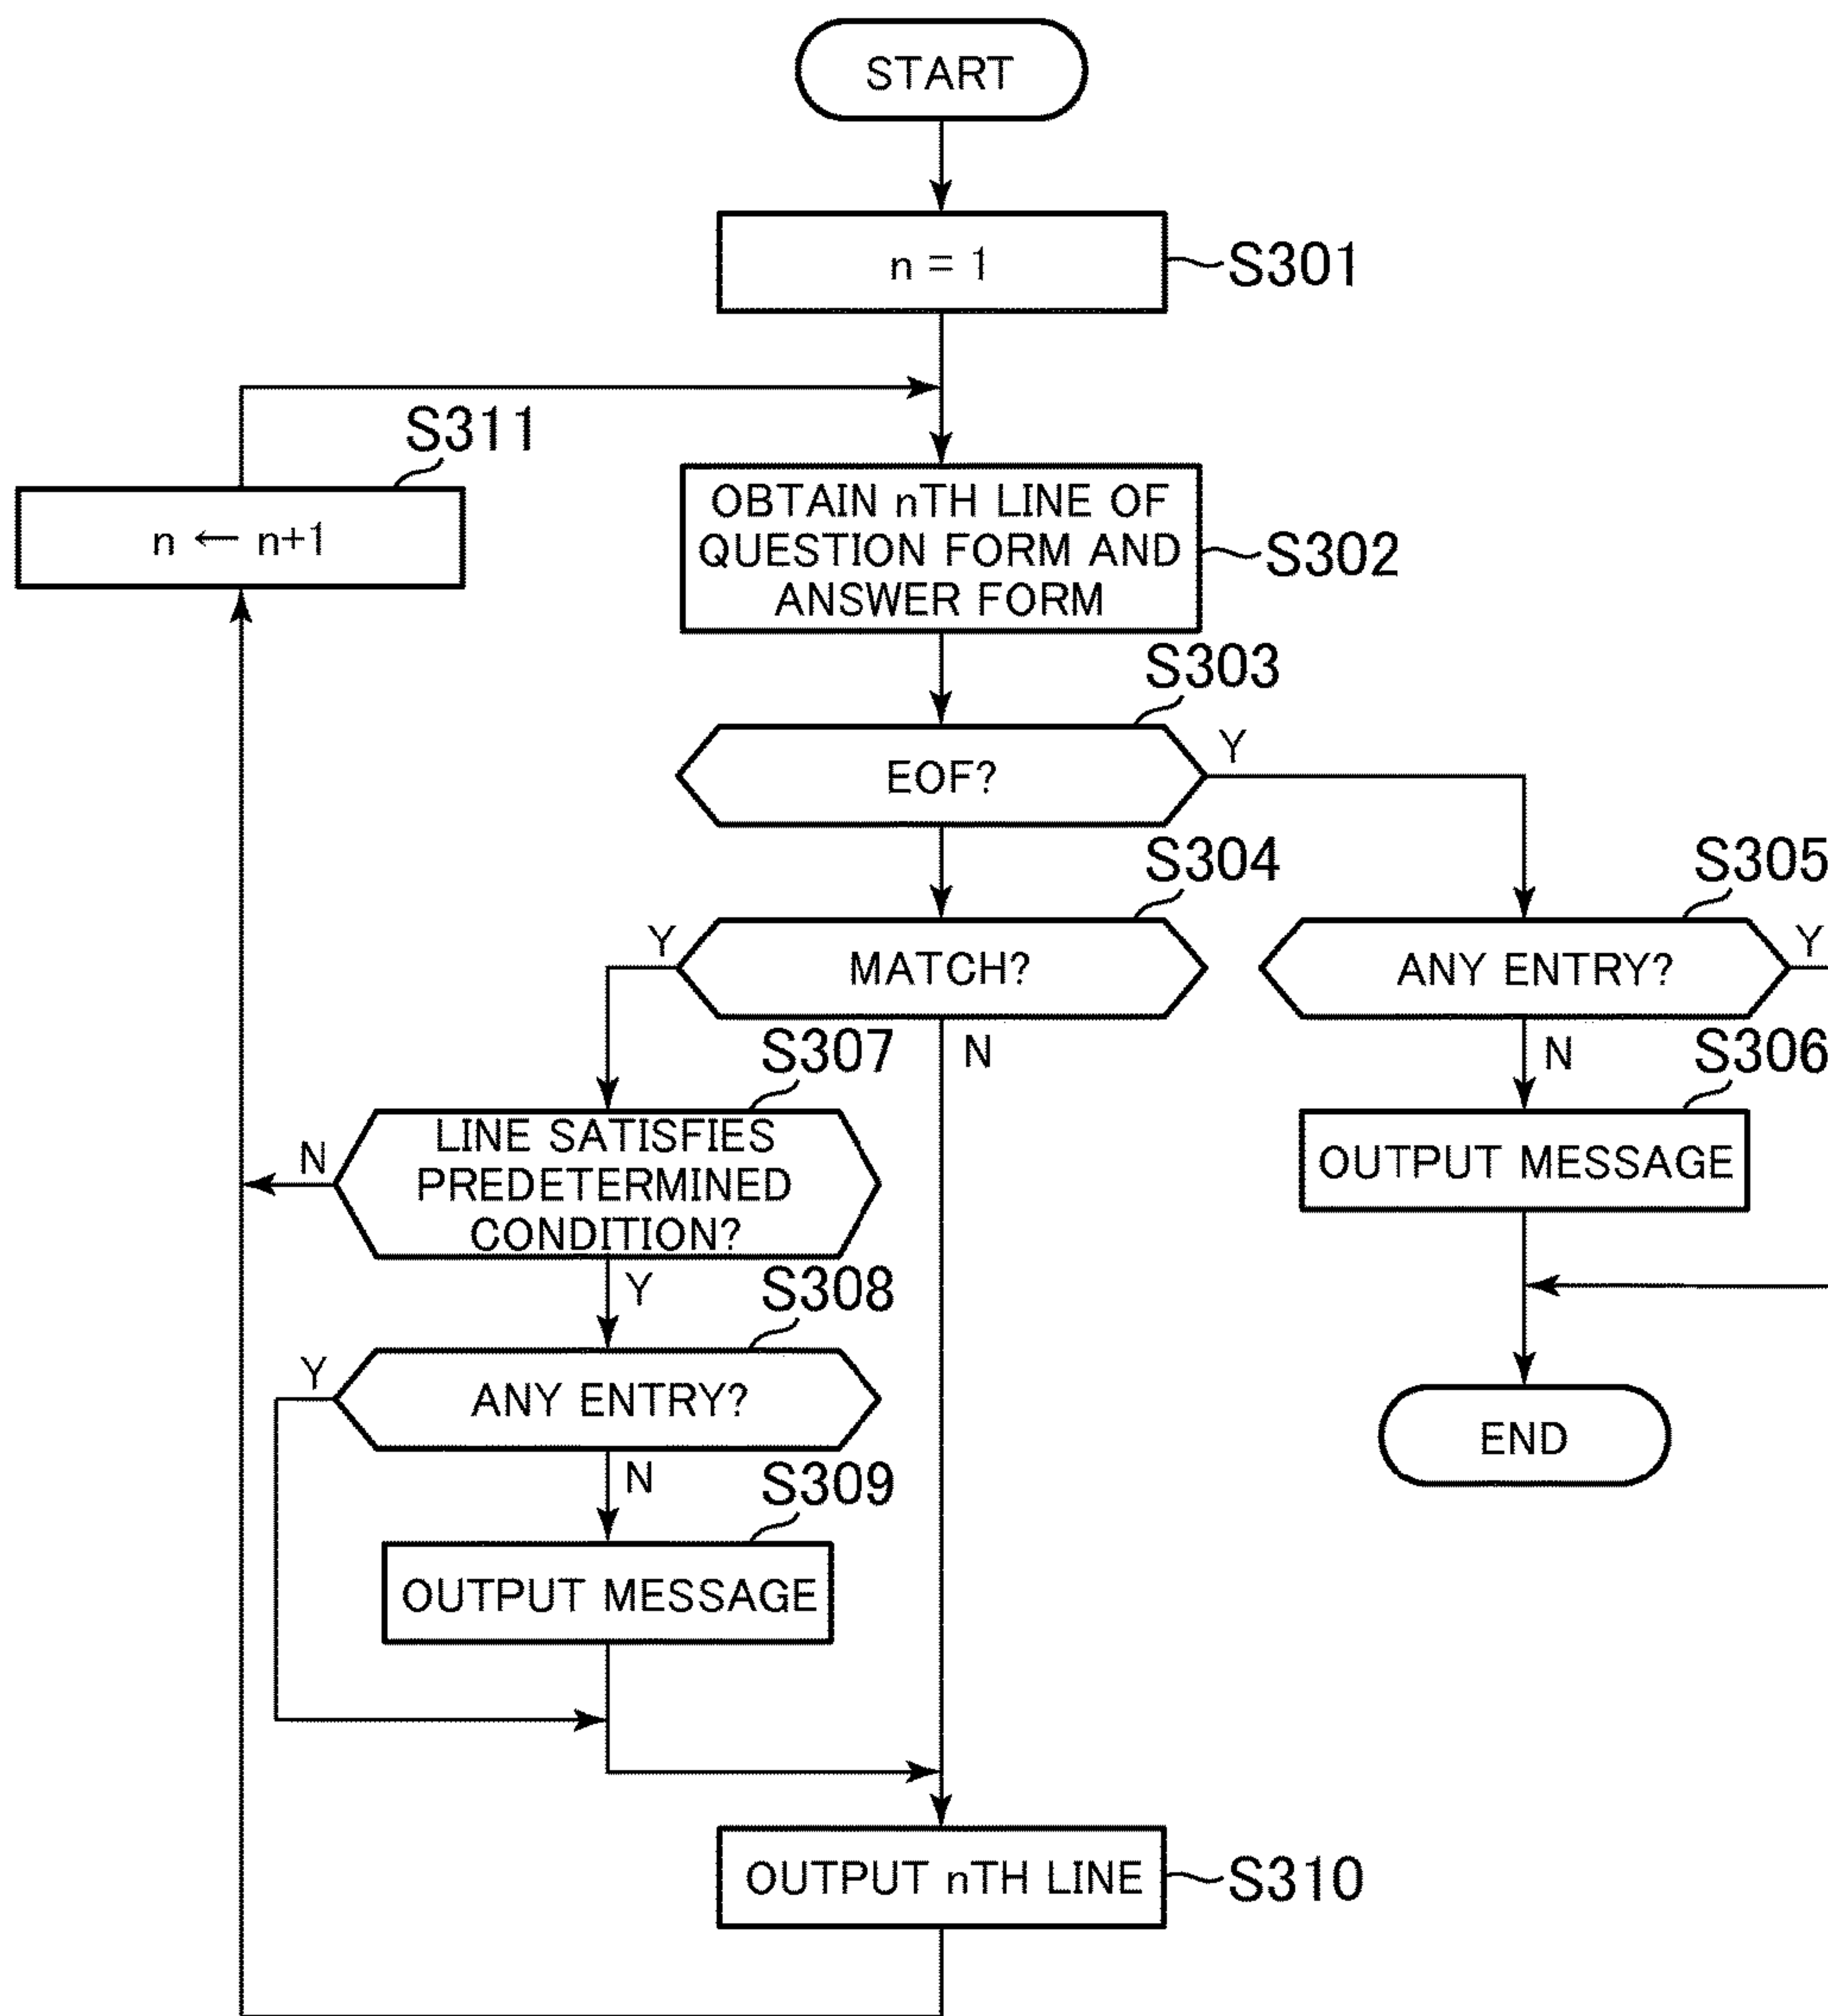 START
n = 1
S301
S311
n ← n+1
OBTAIN nTH LINE OF
QUESTION FORM AND
ANSWER FORM
S302
S303
EOF?
Y
S304
Y
MATCH?
N
S305
ANY ENTRY?
Y
N
S306
OUTPUT MESSAGE
END
S307
LINE SATISFIES
PREDETERMINED
CONDITION?
N
Y
S308
Y
ANY ENTRY?
N
S309
OUTPUT MESSAGE
OUTPUT nTH LINE
S310